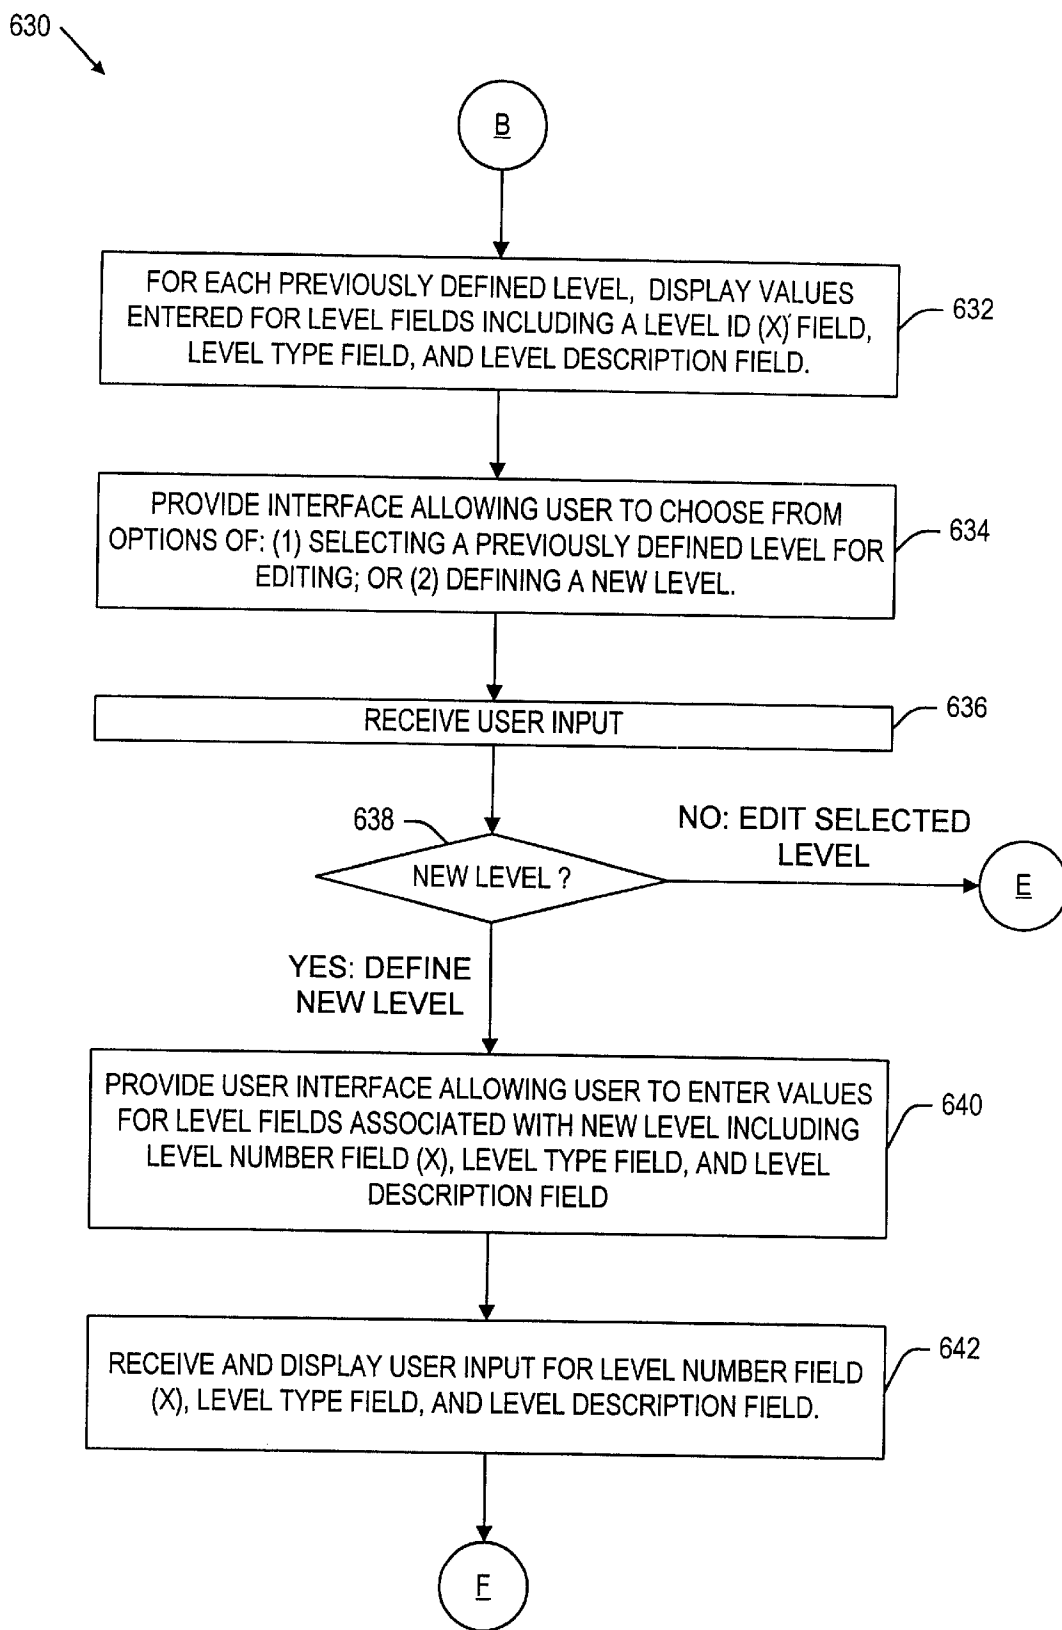 630
B
FOR EACH PREVIOUSLY DEFINED LEVEL, DISPLAY VALUES
ENTERED FOR LEVEL FIELDS INCLUDING A LEVEL ID (X) FIELD,
LEVEL TYPE FIELD, AND LEVEL DESCRIPTION FIELD.
632
PROVIDE INTERFACE ALLOWING USER TO CHOOSE FROM
OPTIONS OF: (1) SELECTING A PREVIOUSLY DEFINED LEVEL FOR
EDITING; OR (2) DEFINING A NEW LEVEL.
634
RECEIVE USER INPUT
636
638
NEW LEVEL ?
NO: EDIT SELECTED
LEVEL
E
YES: DEFINE
NEW LEVEL
PROVIDE USER INTERFACE ALLOWING USER TO ENTER VALUES
FOR LEVEL FIELDS ASSOCIATED WITH NEW LEVEL INCLUDING
LEVEL NUMBER FIELD (X), LEVEL TYPE FIELD, AND LEVEL
DESCRIPTION FIELD
640
RECEIVE AND DISPLAY USER INPUT FOR LEVEL NUMBER FIELD
(X), LEVEL TYPE FIELD, AND LEVEL DESCRIPTION FIELD.
642
F